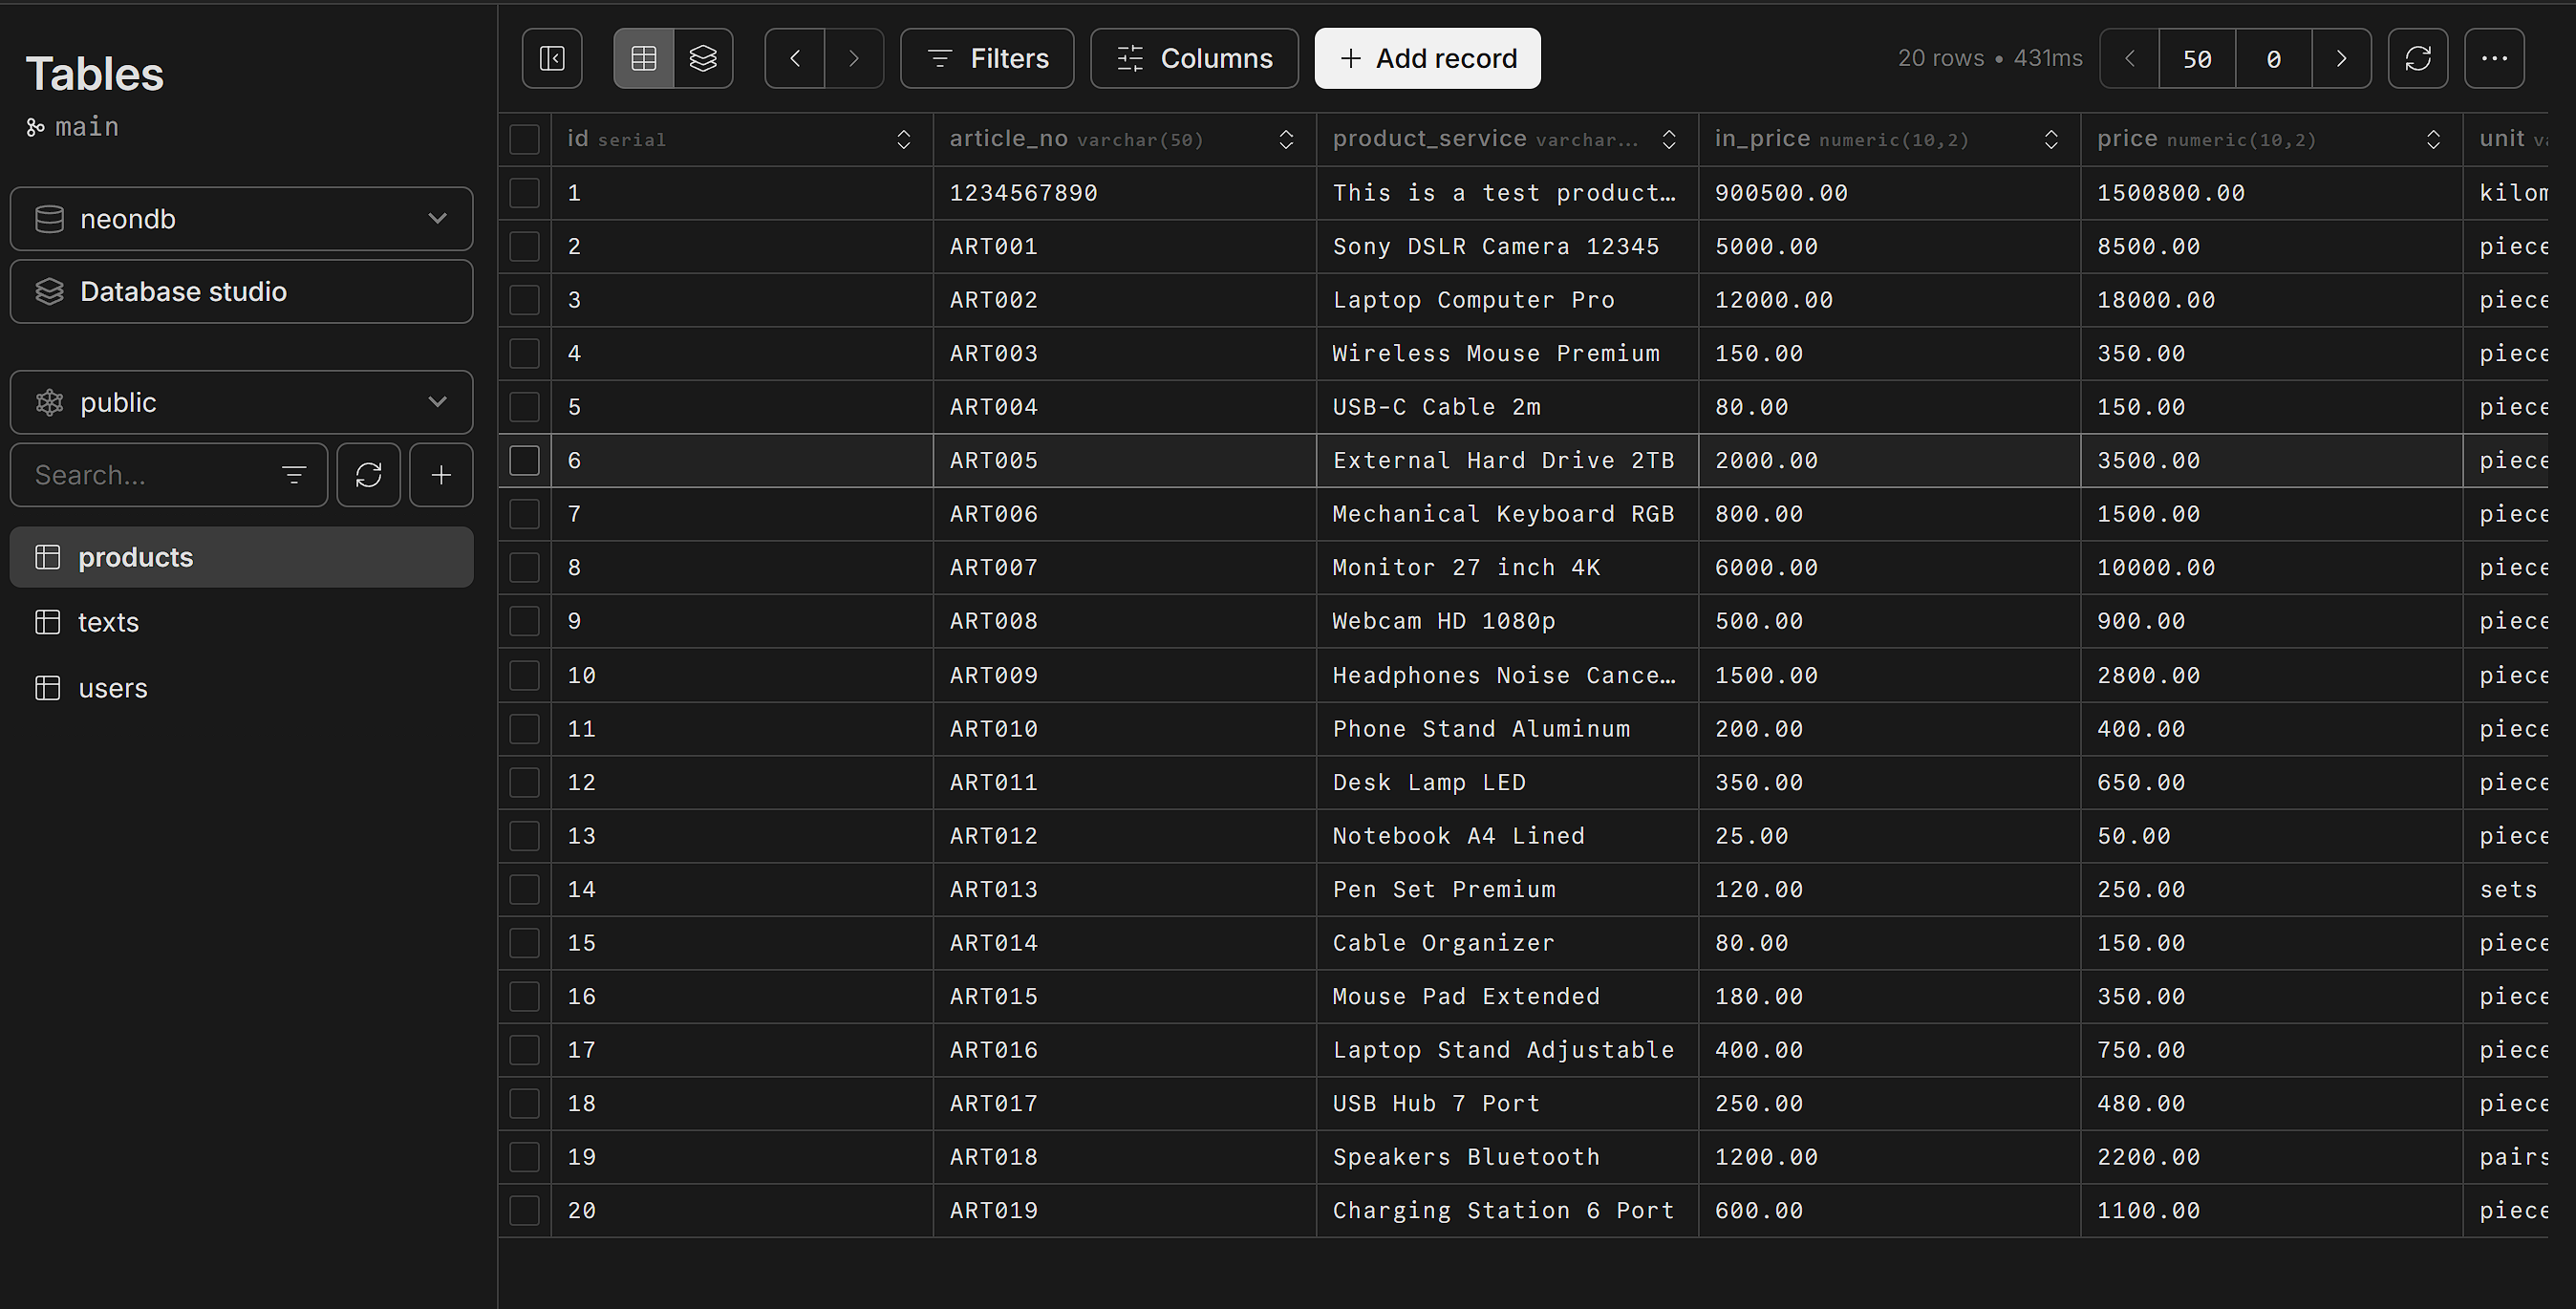 Tables
main
neondb
Database studio
public
Search...
products
texts
users
Filters Columns Add record 20 rows • 431ms 50 0
id serial article_no varchar(50) product_service varchar... in_price numeric(10,2) price numeric(10,2) unit
1 1234567890 This is a test product… 900500.00 1500800.00
2 ART001 Sony DSLR Camera 12345 5000.00 8500.00 piece
3 ART002 Laptop Computer Pro 12000.00 18000.00 piece
4 ART003 Wireless Mouse Premium 150.00 350.00 piece
5 ART004 USB-C Cable 2m 80.00 150.00 piece
6 ART005 External Hard Drive 2TB 2000.00 3500.00 piece
7 ART006 Mechanical Keyboard RGB 800.00 1500.00 piece
8 ART007 Monitor 27 inch 4K 6000.00 10000.00 piece
9 ART008 Webcam HD 1080p 500.00 900.00 piece
10 ART009 Headphones Noise Cance… 1500.00 2800.00 piece
11 ART010 Phone Stand Aluminum 200.00 400.00 piece
12 ART011 Desk Lamp LED 350.00 650.00 piece
13 ART012 Notebook A4 Lined 25.00 50.00 piece
14 ART013 Pen Set Premium 120.00 250.00 sets
15 ART014 Cable Organizer 80.00 150.00 piece
16 ART015 Mouse Pad Extended 180.00 350.00 piece
17 ART016 Laptop Stand Adjustable 400.00 750.00 piece
18 ART017 USB Hub 7 Port 250.00 480.00 piece
19 ART018 Speakers Bluetooth 1200.00 2200.00 pairs
20 ART019 Charging Station 6 Port 600.00 1100.00 piece